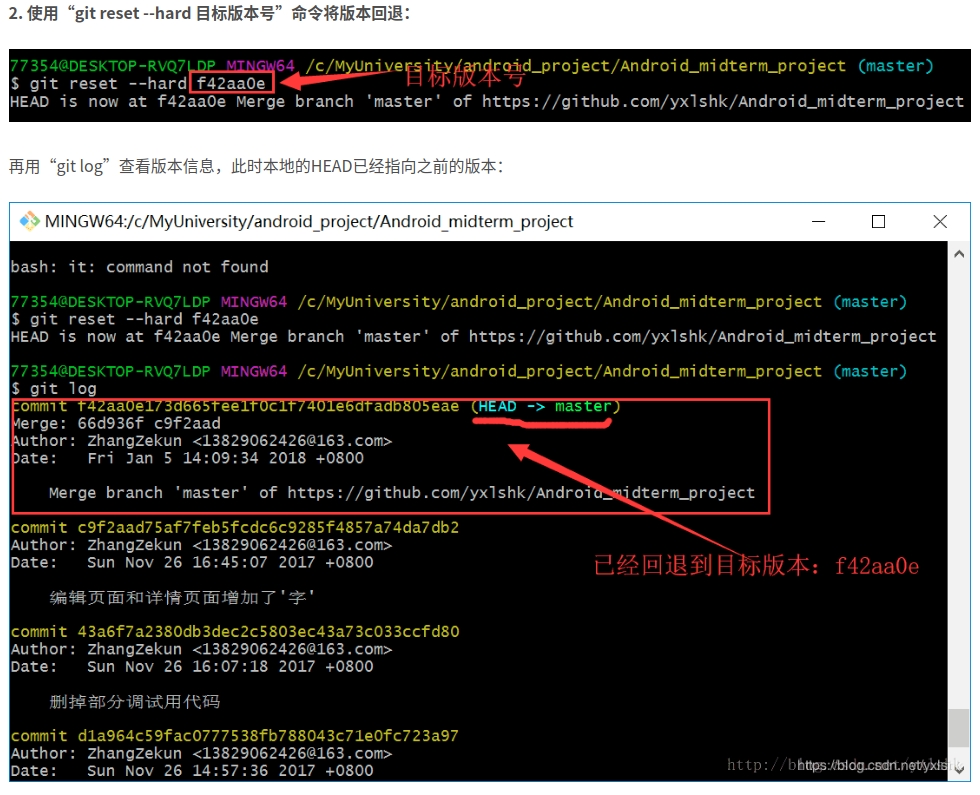 2. 使用“git reset --hard 目标版本号”命令将版本回退：
77354@DESKTOP-RVQ7LDP MINGW64 /c/MyUniversity/android_project/Android_midterm_project (master)
$ git reset --hard f42aa0e
目标版本号
HEAD is now at f42aa0e Merge branch 'master' of https://github.com/yxlshk/Android_midterm_project
再用“git log”查看版本信息，此时本地的HEAD已经指向之前的版本：
MINGW64:/c/MyUniversity/android_project/Android_midterm_project
bash: it: command not found
77354@DESKTOP-RVQ7LDP MINGW64 /c/MyUniversity/android_project/Android_midterm_project (master)
$ git reset --hard f42aa0e
HEAD is now at f42aa0e Merge branch 'master' of https://github.com/yxlshk/Android_midterm_project
77354@DESKTOP-RVQ7LDP MINGW64 /c/MyUniversity/android_project/Android_midterm_project (master)
$ git log
commit f42aa0e173d665fee1f0c1f7401e6dfadb805eae (HEAD -> master)
Merge: 66d936f c9f2aad
Author: ZhangZekun <13829062426@163.com>
Date:   Fri Jan 5 14:09:34 2018 +0800
Merge branch 'master' of https://github.com/yxlshk/Android_midterm_project
commit c9f2aad75af7feb5fcdc6c9285f4857a74da7db2
Author: ZhangZekun <13829062426@163.com>
Date:   Sun Nov 26 16:45:07 2017 +0800
已经回退到目标版本：f42aa0e
编辑页面和详情页面增加了'字'
commit 43a6f7a2380db3dec2c5803ec43a73c033ccfd80
Author: ZhangZekun <13829062426@163.com>
Date:   Sun Nov 26 16:07:18 2017 +0800
删掉部分调试用代码
commit d1a964c59fac0777538fb788043c71e0fc723a97
Author: ZhangZekun <13829062426@163.com>
Date:   Sun Nov 26 14:57:36 2017 +0800
https://blog.csdn.net/yxlshk